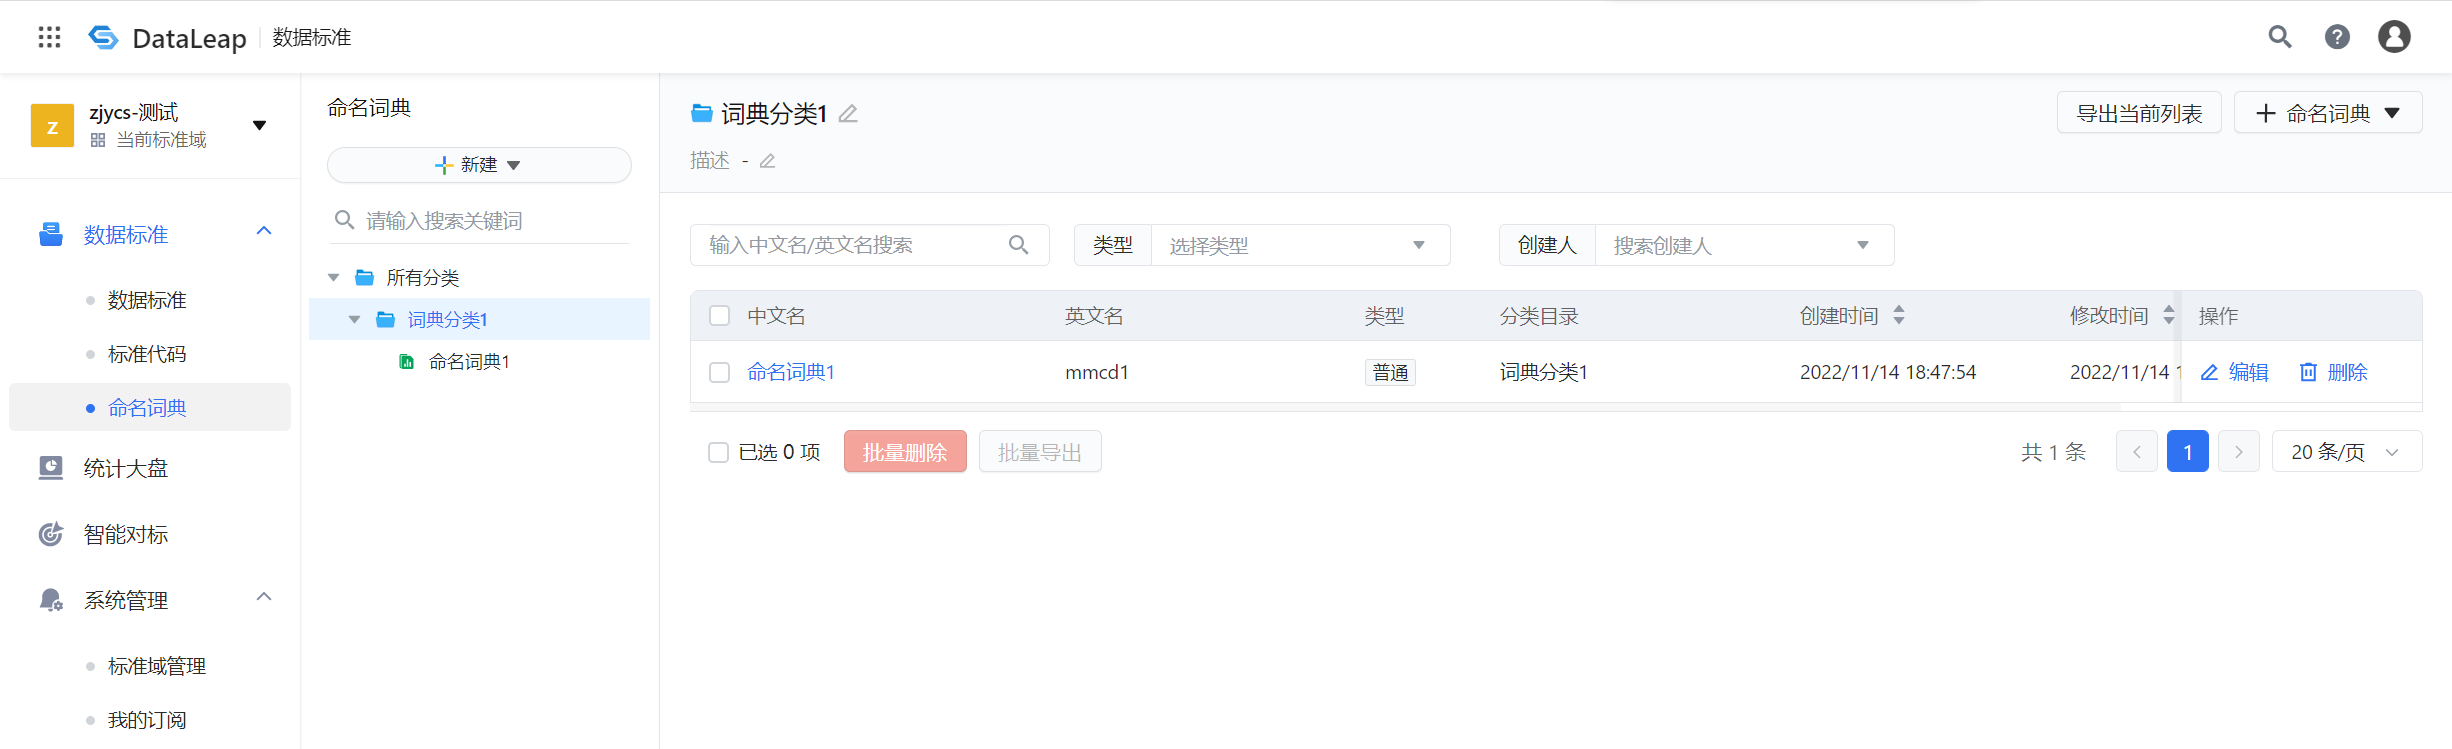 DataLeap 数据标准
z
zjycs-测试
当前标准域
数据标准
数据标准
标准代码
命名词典
统计大盘
智能对标
系统管理
标准域管理
我的订阅
命名词典
新建
请输入搜索关键词
所有分类
词典分类1
命名词典1
词典分类1
描述 -
导出当前列表
命名词典
输入中文名/英文名搜索
类型 选择类型
创建人 搜索创建人
中文名 英文名 类型 分类目录 创建时间 修改时间 操作
命名词典1 mmcd1 普通 词典分类1 2022/11/14 18:47:54 2022/11/14 1 编辑 删除
已选 0 项 批量删除 批量导出 共 1 条 1 20 条/页